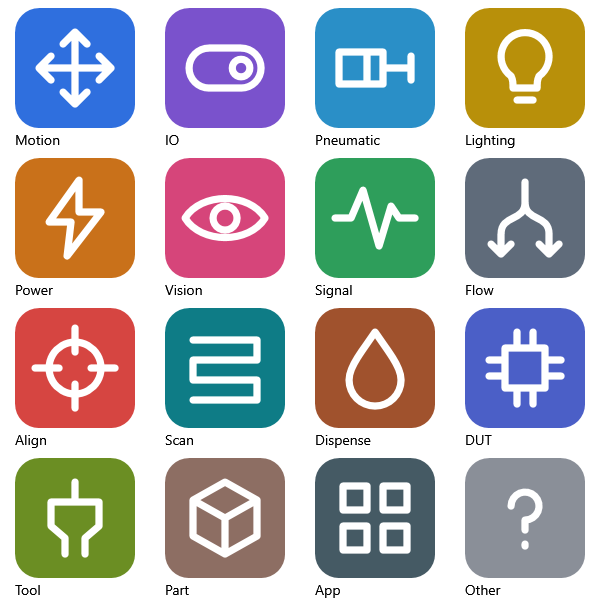 Motion
IO
Pneumatic
Lighting
Power
Vision
Signal
Flow
Align
Scan
Dispense
DUT
Tool
Part
App
?
Other